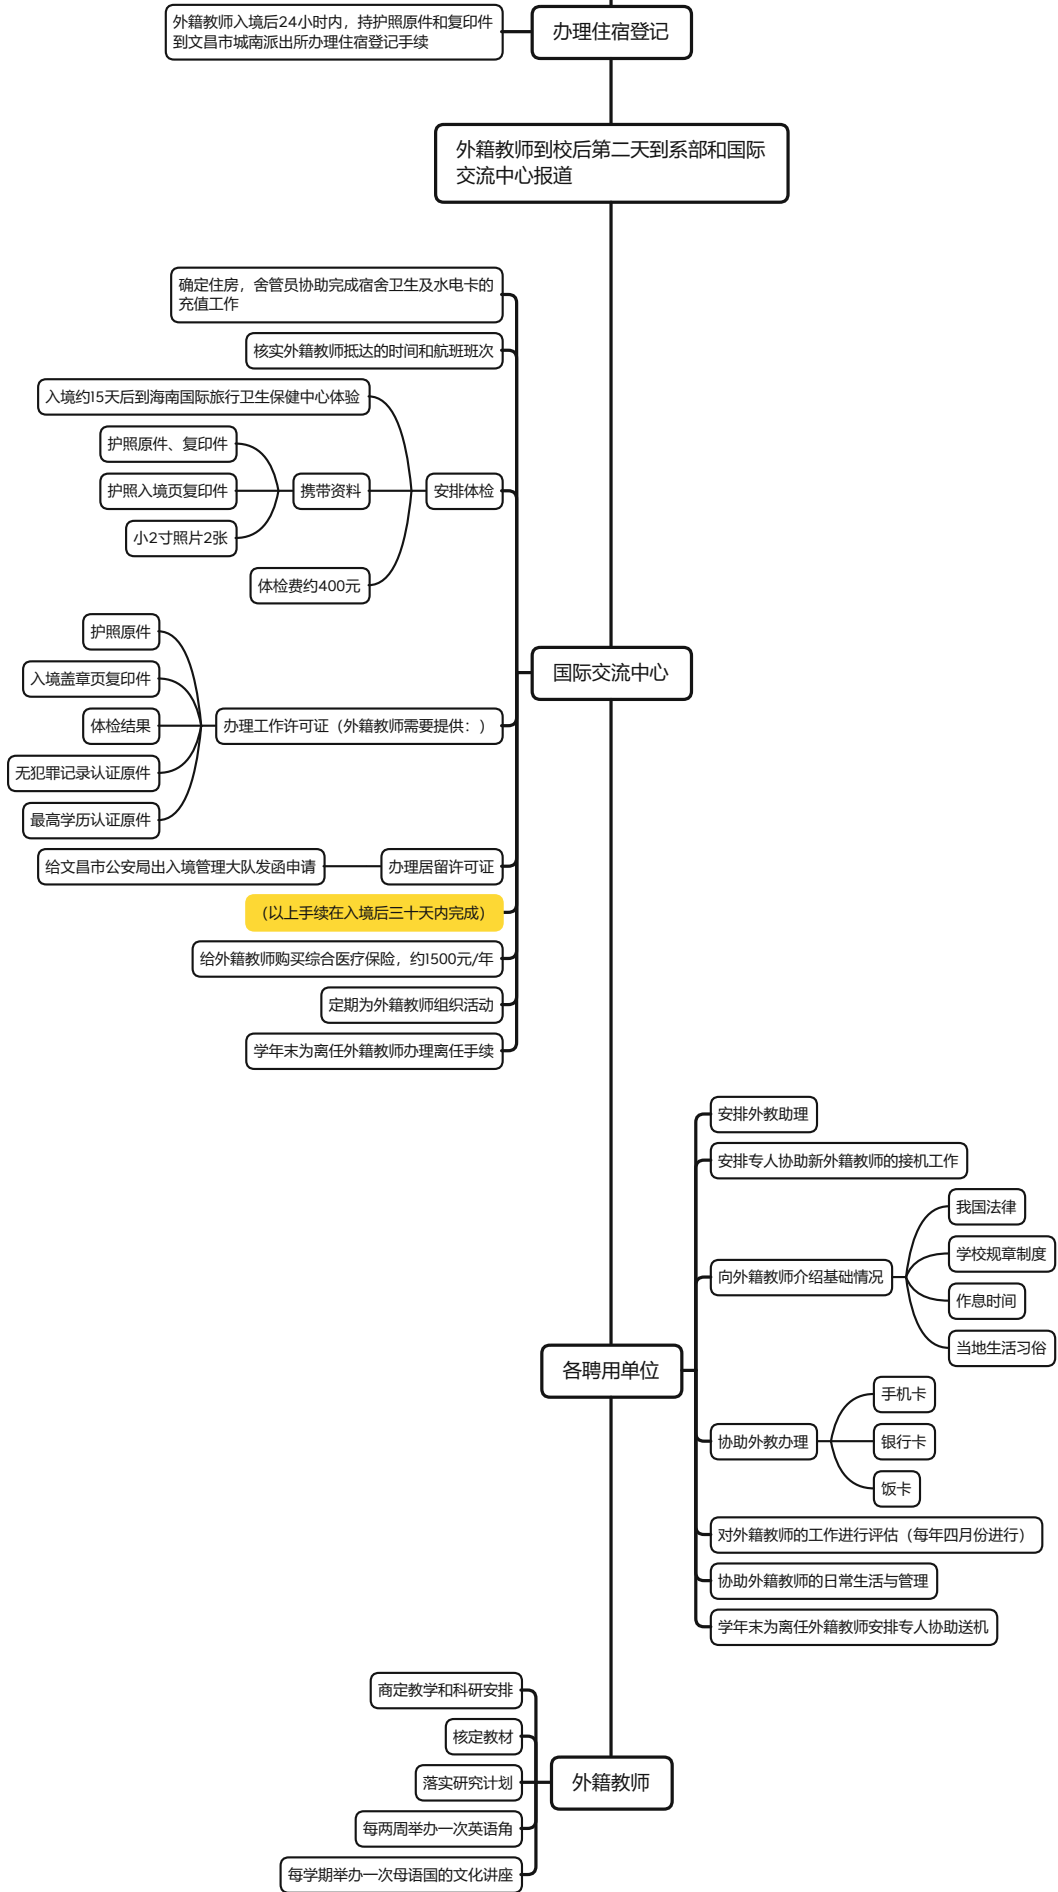 外籍教师入境后24小时内，持护照原件和复印件
到文昌市城南派出所办理住宿登记手续
办理住宿登记
外籍教师到校后第二天到系部和国际
交流中心报道
确定住房，舍管员协助完成宿舍卫生及水电卡的
充值工作
核实外籍教师抵达的时间和航班班次
入境约15天后到海南国际旅行卫生保健中心体验
护照原件、复印件
护照入境页复印件
携带资料
安排体检
小2寸照片2张
体检费约400元
护照原件
国际交流中心
入境盖章页复印件
体检结果
办理工作许可证（外籍教师需要提供：）
无犯罪记录认证原件
最高学历认证原件
给文昌市公安局出入境管理大队发函申请
办理居留许可证
（以上手续在入境后三十天内完成）
给外籍教师购买综合医疗保险，约1500元/年
定期为外籍教师组织活动
学年末为离任外籍教师办理离任手续
安排外教助理
安排专人协助新外籍教师的接机工作
我国法律
学校规章制度
向外籍教师介绍基础情况
作息时间
当地生活习俗
各聘用单位
手机卡
协助外教办理
银行卡
饭卡
对外籍教师的工作进行评估（每年四月份进行）
协助外籍教师的日常生活与管理
学年末为离任外籍教师安排专人协助送机
商定教学和科研安排
核定教材
落实研究计划
外籍教师
每两周举办一次英语角
每学期举办一次母语国的文化讲座